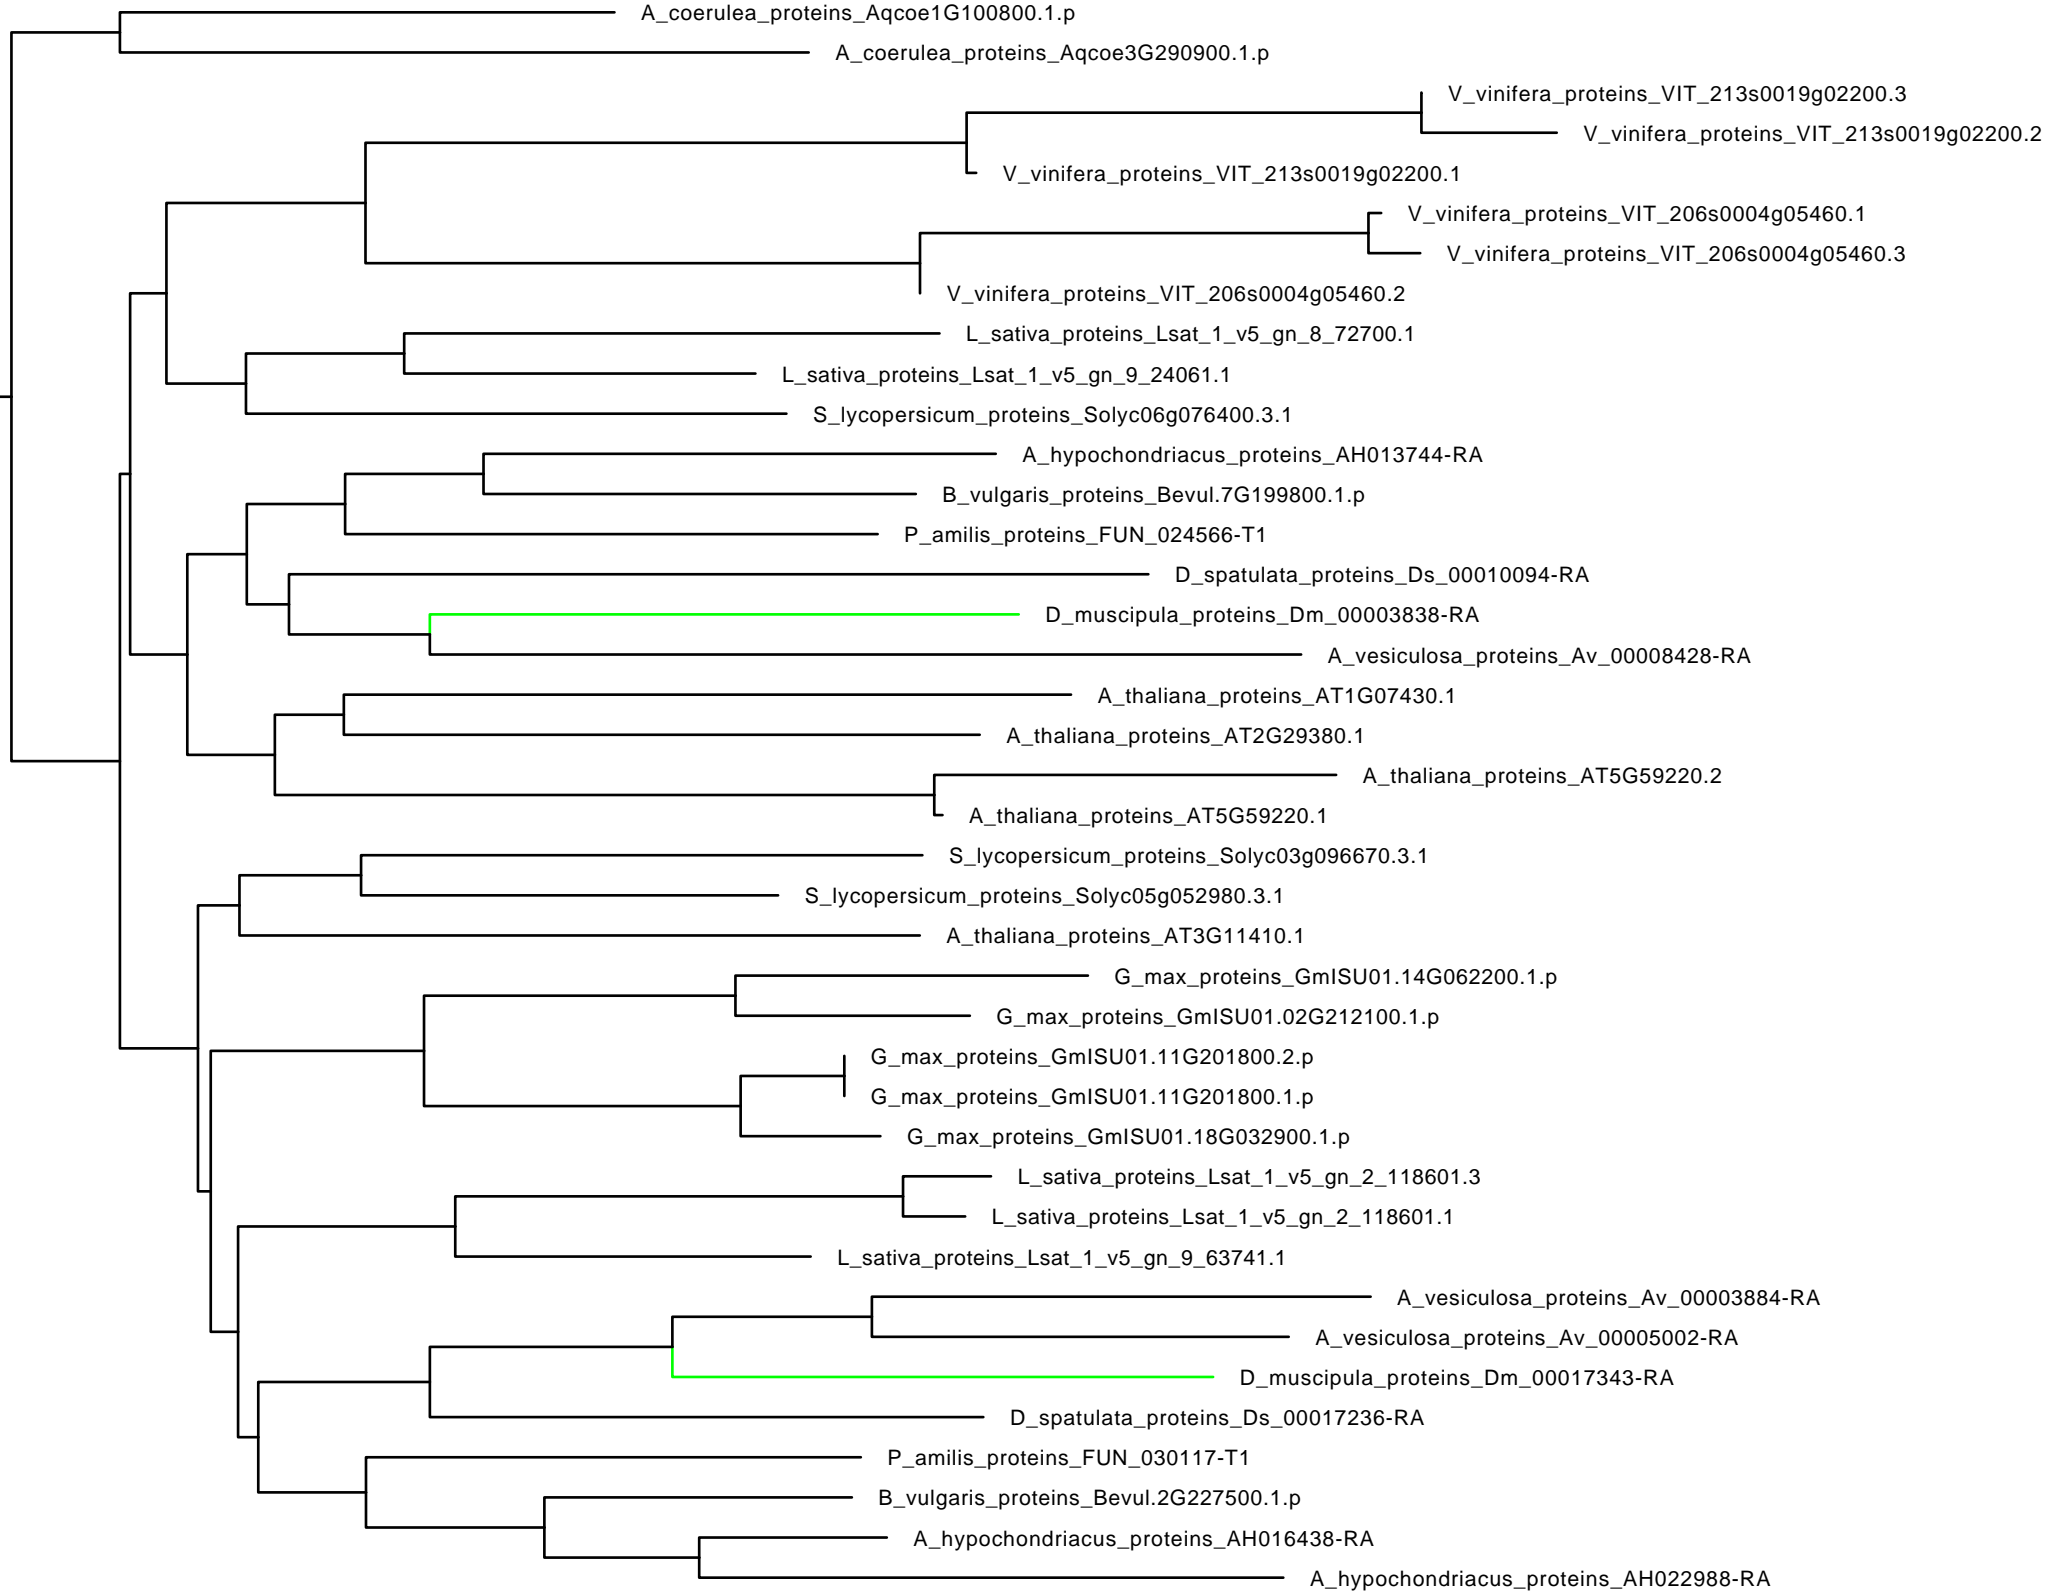 A_coerulea_proteins_Aqcoe1G100800.1.p
A_coerulea_proteins_Aqcoe3G290900.1.p
V_vinifera_proteins_VIT_213s0019g02200.3
V_vinifera_proteins_VIT_213s0019g02200.2
V_vinifera_proteins_VIT_213s0019g02200.1
V_vinifera_proteins_VIT_206s0004g05460.1
V_vinifera_proteins_VIT_206s0004g05460.3
V_vinifera_proteins_VIT_206s0004g05460.2
L_sativa_proteins_Lsat_1_v5_gn_8_72700.1
L_sativa_proteins_Lsat_1_v5_gn_9_24061.1
S_lycopersicum_proteins_Solyc06g076400.3.1
A_hypochondriacus_proteins_AH013744-RA
B_vulgaris_proteins_Bevul.7G199800.1.p
P_amilis_proteins_FUN_024566-T1
D_spatulata_proteins_Ds_00010094-RA
D_muscipula_proteins_Dm_00003838-RA
A_vesiculosa_proteins_Av_00008428-RA
A_thaliana_proteins_AT1G07430.1
A_thaliana_proteins_AT2G29380.1
A_thaliana_proteins_AT5G59220.2
A_thaliana_proteins_AT5G59220.1
S_lycopersicum_proteins_Solyc03g096670.3.1
S_lycopersicum_proteins_Solyc05g052980.3.1
A_thaliana_proteins_AT3G11410.1
G_max_proteins_GmISU01.14G062200.1.p
G_max_proteins_GmISU01.02G212100.1.p
G_max_proteins_GmISU01.11G201800.2.p
G_max_proteins_GmISU01.11G201800.1.p
G_max_proteins_GmISU01.18G032900.1.p
L_sativa_proteins_Lsat_1_v5_gn_2_118601.3
L_sativa_proteins_Lsat_1_v5_gn_2_118601.1
L_sativa_proteins_Lsat_1_v5_gn_9_63741.1
A_vesiculosa_proteins_Av_00003884-RA
A_vesiculosa_proteins_Av_00005002-RA
D_muscipula_proteins_Dm_00017343-RA
D_spatulata_proteins_Ds_00017236-RA
P_amilis_proteins_FUN_030117-T1
B_vulgaris_proteins_Bevul.2G227500.1.p
A_hypochondriacus_proteins_AH016438-RA
A_hypochondriacus_proteins_AH022988-RA